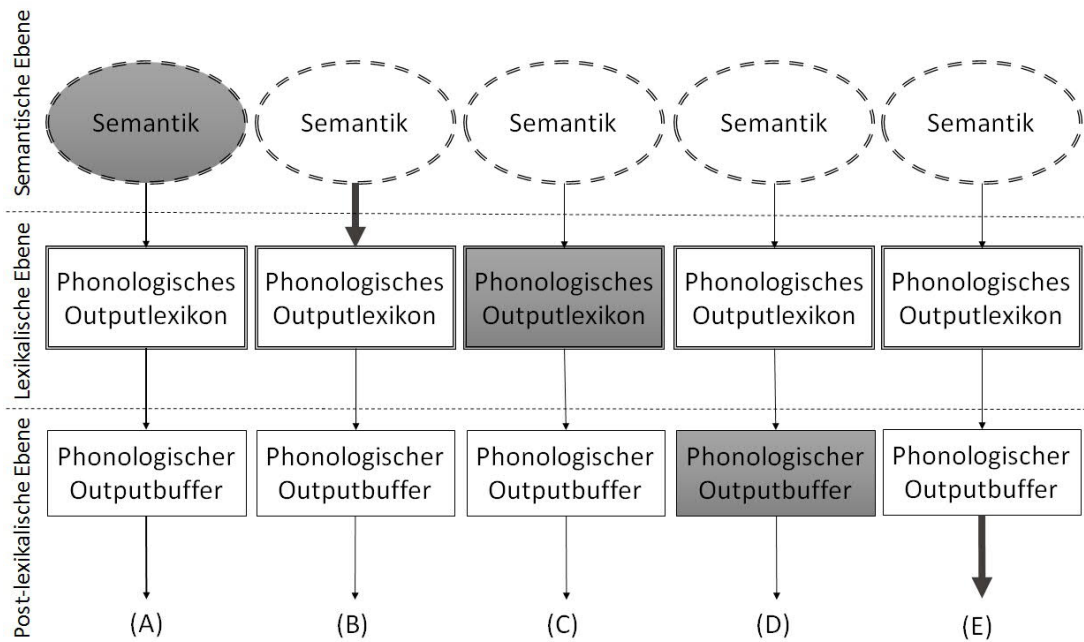 Semantische Ebene
Semantik
Semantik
Semantik
Semantik
Semantik
Lexikalische Ebene
Phonologisches
Outputlexikon
Phonologisches
Outputlexikon
Phonologisches
Outputlexikon
Phonologisches
Outputlexikon
Phonologisches
Outputlexikon
Post-lexikalische Ebene
Phonologischer
Outputbuffer
Phonologischer
Outputbuffer
Phonologischer
Outputbuffer
Phonologischer
Outputbuffer
Phonologischer
Outputbuffer
(A)
(B)
(C)
(D)
(E)